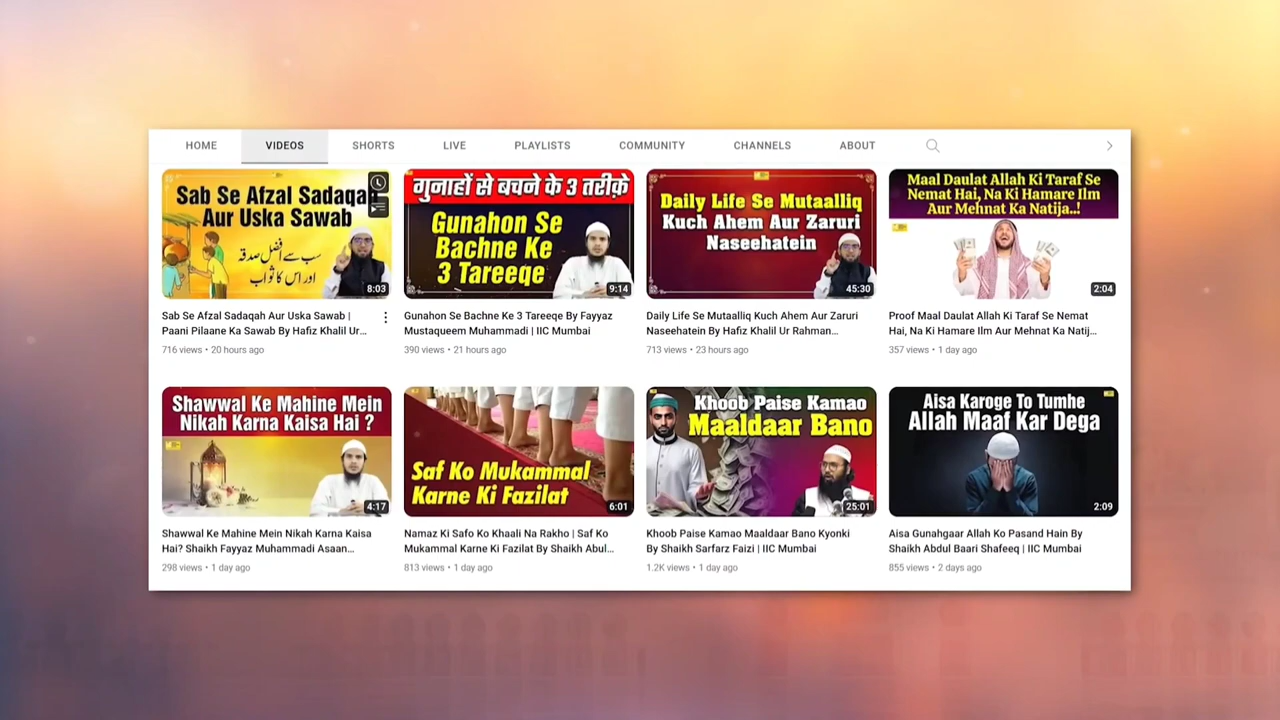 HOME VIDEOS SHORTS LIVE PLAYLISTS COMMUNITY CHANNELS ABOUT
Sab Se Afzal Sadaqah
Aur Uska Sawab
سب سے افضل صدقہ
اور اس کا ثواب
8:03
Sab Se Afzal Sadaqah Aur Uska Sawab |
Paani Pilaane Ka Sawab By Hafiz Khalil Ur...
716 views • 20 hours ago
गुनाहों से बचने के 3 तरीक़े
Gunahon Se
Bachne Ke
3 Tareeqe
9:14
Gunahon Se Bachne Ke 3 Tareeqe By Fayyaz
Mustaqueem Muhammadi | IIC Mumbai
390 views • 21 hours ago
Daily Life Se Mutaalliq
Kuch Ahem Aur Zaruri
Naseehatein
45:30
Daily Life Se Mutaalliq Kuch Ahem Aur Zaruri
Naseehatein By Hafiz Khalil Ur Rahman...
713 views • 23 hours ago
Maal Daulat Allah Ki Taraf Se
Nemat Hai, Na Ki Hamare Ilm
Aur Mehnat Ka Natija..!
2:04
Proof Maal Daulat Allah Ki Taraf Se Nemat
Hai, Na Ki Hamare Ilm Aur Mehnat Ka Natij...
357 views • 1 day ago
Shawwal Ke Mahine Mein
Nikah Karna Kaisa Hai ?
4:17
Shawwal Ke Mahine Mein Nikah Karna Kaisa
Hai? Shaikh Fayyaz Muhammadi Asaan...
298 views • 1 day ago
Saf Ko Mukammal
Karne Ki Fazilat
6:01
Namaz Ki Safo Ko Khaali Na Rakho | Saf Ko
Mukammal Karne Ki Fazilat By Shaikh Abul...
813 views • 1 day ago
Khoob Paise Kamao
Maaldaar Bano
25:01
Khoob Paise Kamao Maaldaar Bano Kyonki
By Shaikh Sarfarz Faizi | IIC Mumbai
1.2K views • 1 day ago
Aisa Karoge To Tumhe
Allah Maaf Kar Dega
2:09
Aisa Gunahgaar Allah Ko Pasand Hain By
Shaikh Abdul Baari Shafeeq | IIC Mumbai
855 views • 2 days ago